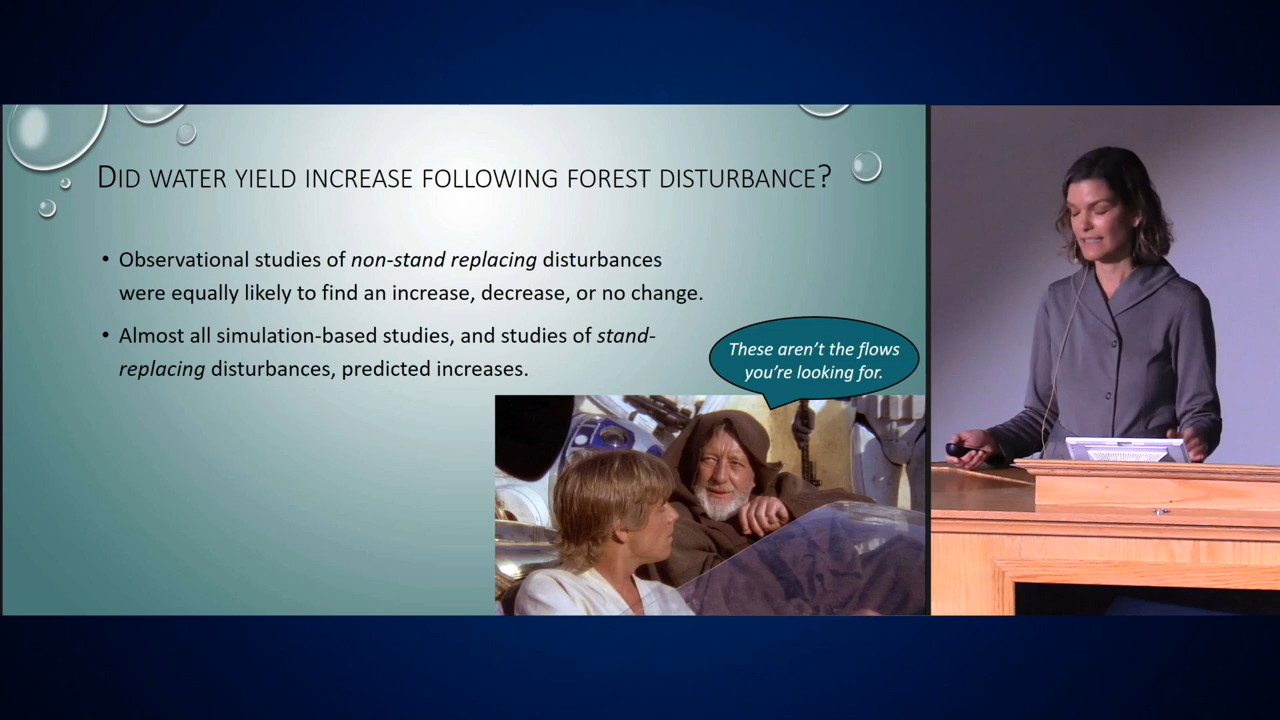 DID WATER YIELD INCREASE FOLLOWING FOREST DISTURBANCE?
• Observational studies of non-stand replacing disturbances
were equally likely to find an increase, decrease, or no change.
• Almost all simulation-based studies, and studies of stand-
replacing disturbances, predicted increases.
These aren't the flows
you're looking for.